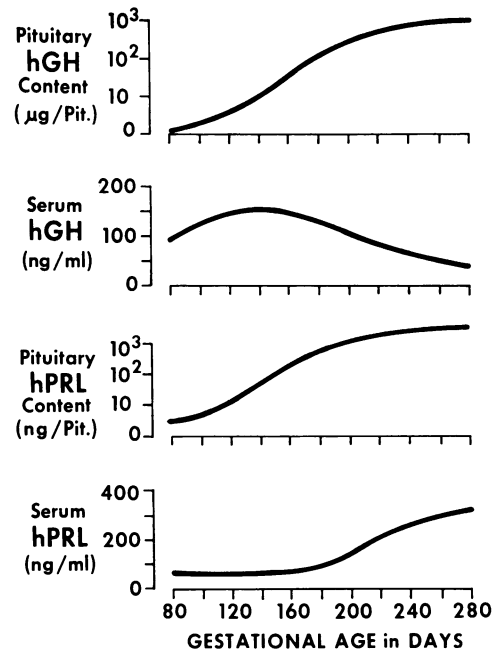 Pituitary
hGH
Content
(µg/Pit.)
10³
10²
10
0
Serum
hGH
(ng/ml)
200
100
0
Pituitary
hPRL
Content
(ng/Pit.)
10³
10²
10
0
Serum
hPRL
(ng/ml)
400
200
0
80 120 160 200 240 280
GESTATIONAL AGE in DAYS